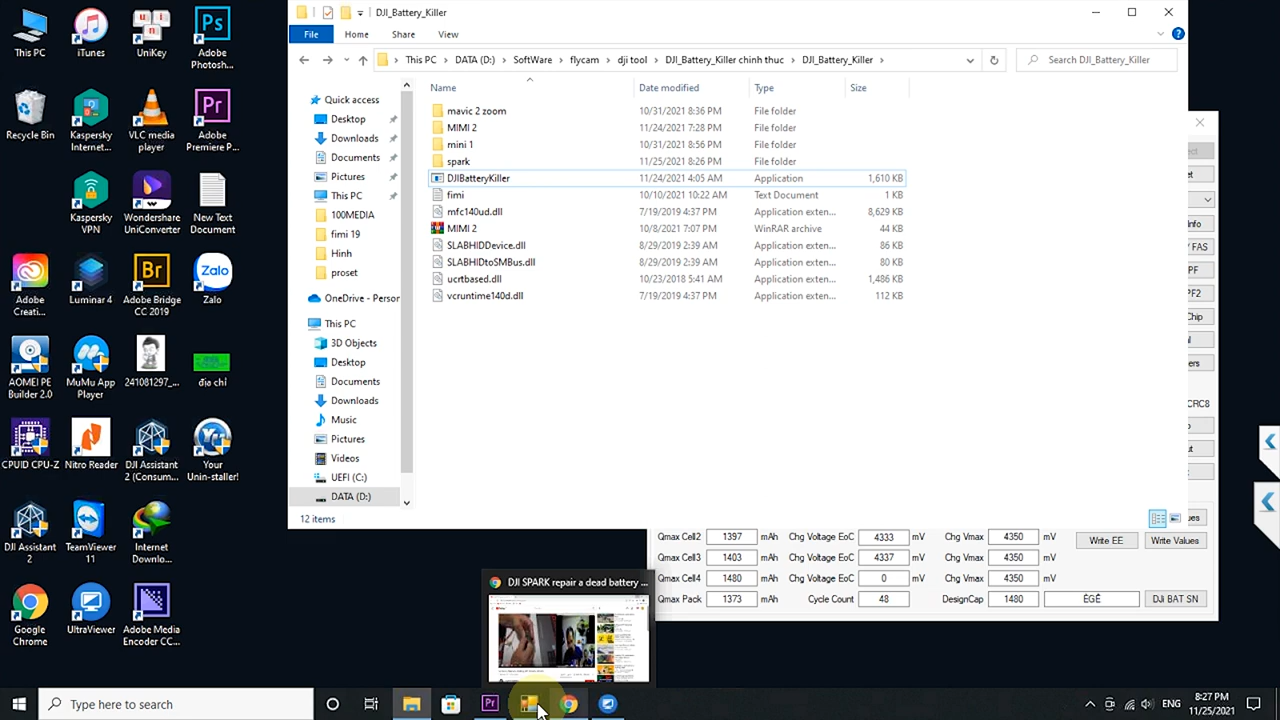 This PC
iTunes
UniKey
Adobe
Photosh...
Recycle Bin
Kaspersky
Internet...
VLC media
player
Adobe
Premiere P...
Kaspersky
VPN
Wondershare
UniConverter
New Text
Document
Adobe
Creati...
Luminar 4
Adobe Bridge
CC 2019
Zalo
AOMEI PE
Builder 2.0
MuMu App
Player
241081297_...
địa chỉ
CPUID CPU-Z
Nitro Reader
DJI Assistant
2 (Consum...
Your
Unin-staller!
DJI Assistant
2
TeamViewer
11
Internet
Downlo...
Google
Chrome
UltraViewer
Adobe Media
Encoder CC...
DJI_Battery_Killer
File
Home
Share
View
This PC
DATA (D:)
SoftWare
flycam
dji tool
DJI_Battery_Killer chinh thuc
DJI_Battery_Killer
Search DJI_Battery_Killer
Quick access
Desktop
Downloads
Documents
Pictures
This PC
100MEDIA
fimi 19
Hinh
proset
OneDrive - Person
This PC
3D Objects
Desktop
Documents
Downloads
Music
Pictures
Videos
UEFI (C:)
DATA (D:)
Name Date modified Type Size
mavic 2 zoom 10/31/2021 8:36 PM File folder
MIMI 2 11/24/2021 7:28 PM File folder
mini 1 10/31/2021 8:56 PM File folder
spark 11/25/2021 8:26 PM File folder
DJIBatteryKiller 11/24/2021 4:05 AM Application 1,610 KB
fimi 10/10/2021 10:22 AM Text Document 1 KB
mfc140ud.dll 7/19/2019 4:37 PM Application exten... 8,629 KB
MIMI 2 10/8/2021 7:07 PM WinRAR archive 44 KB
SLABHIDDevice.dll 8/29/2019 2:39 AM Application exten... 86 KB
SLABHIDtoSMBus.dll 8/29/2019 2:39 AM Application exten... 80 KB
ucrtbased.dll 10/23/2018 5:41 AM Application exten... 1,486 KB
vcruntime140d.dll 7/19/2019 4:37 PM Application exten... 112 KB
12 items
Info
/ FAS
PF
PF2
Chip
ers
CRC8
ues
Qmax Cell2 1397 mAh Chg Voltage EoC 4333 mV Chg Vmax 4350 mV Write EE Write Values
Qmax Cell3 1403 mAh Chg Voltage EoC 4337 mV Chg Vmax 4350 mV
Qmax Cell4 1480 mAh Chg Voltage EoC 0 mV Chg Vmax 4350 mV
Qmax Pack 1373 mAh Cycle Count 48 DesignCap 1480 ÈGÊ DJi BAT SN
DJI SPARK repair a dead battery ...
Type here to search
ENG
8:27 PM
11/25/2021